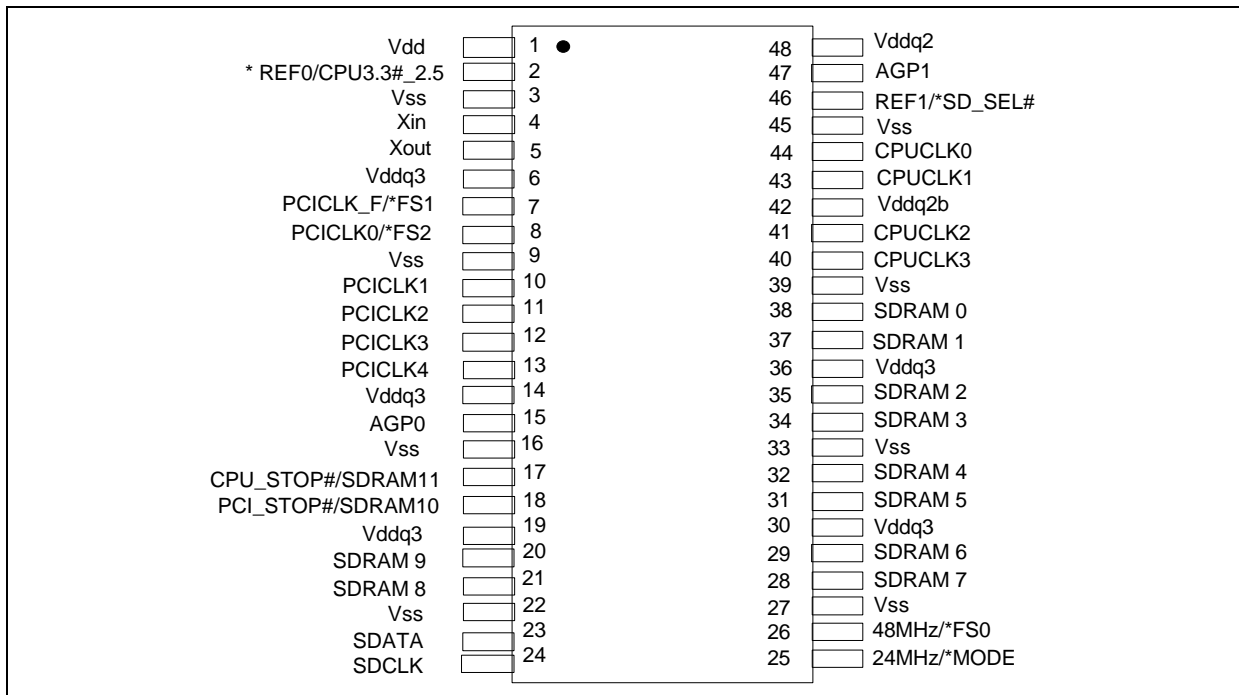 Vdd 1 48 Vddq2
* REF0/CPU3.3#_2.5 2 47 AGP1
Vss 3 46 REF1/*SD_SEL#
Xin 4 45 Vss
Xout 5 44 CPUCLK0
Vddq3 6 43 CPUCLK1
PCICLK_F/*FS1 7 42 Vddq2b
PCICLK0/*FS2 8 41 CPUCLK2
Vss 9 40 CPUCLK3
PCICLK1 10 39 Vss
PCICLK2 11 38 SDRAM 0
PCICLK3 12 37 SDRAM 1
PCICLK4 13 36 Vddq3
Vddq3 14 35 SDRAM 2
AGP0 15 34 SDRAM 3
Vss 16 33 Vss
CPU_STOP#/SDRAM11 17 32 SDRAM 4
PCI_STOP#/SDRAM10 18 31 SDRAM 5
Vddq3 19 30 Vddq3
SDRAM 9 20 29 SDRAM 6
SDRAM 8 21 28 SDRAM 7
Vss 22 27 Vss
SDATA 23 26 48MHz/*FS0
SDCLK 24 25 24MHz/*MODE